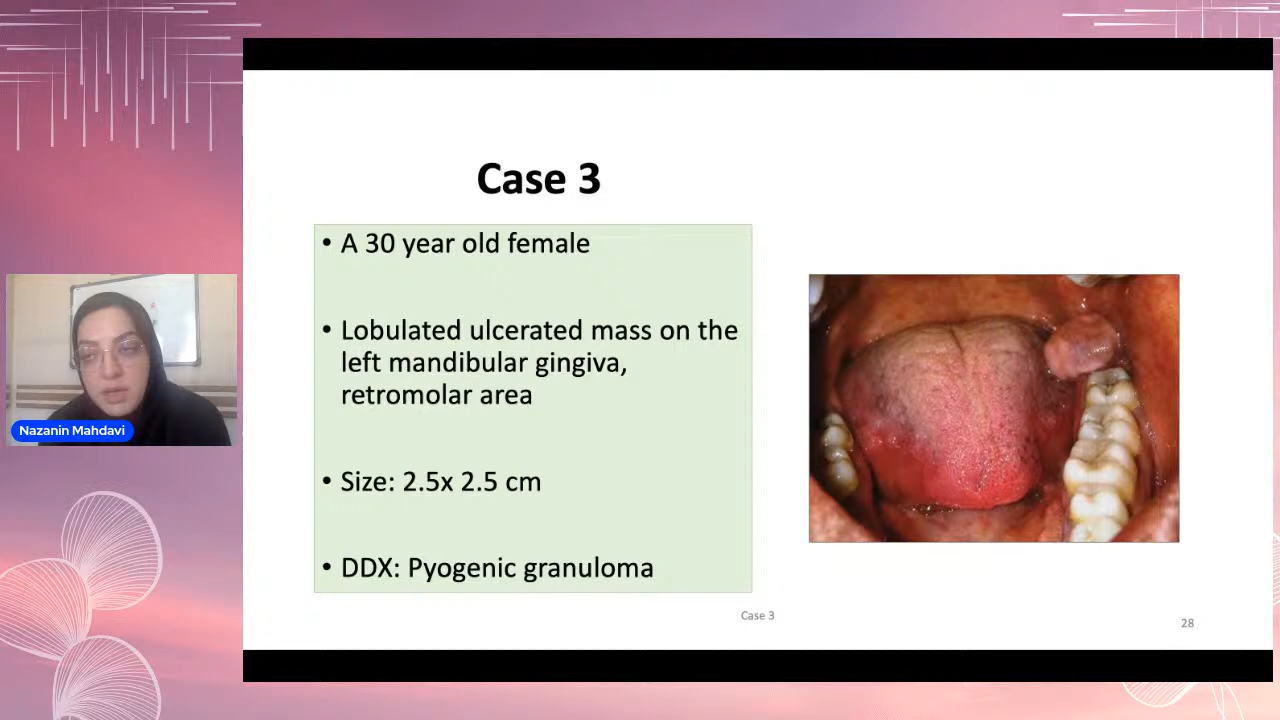 Case 3
• A 30 year old female
• Lobulated ulcerated mass on the
left mandibular gingiva,
retromolar area
• Size: 2.5x 2.5 cm
• DDX: Pyogenic granuloma
Case 3
28
Nazanin Mahdavi